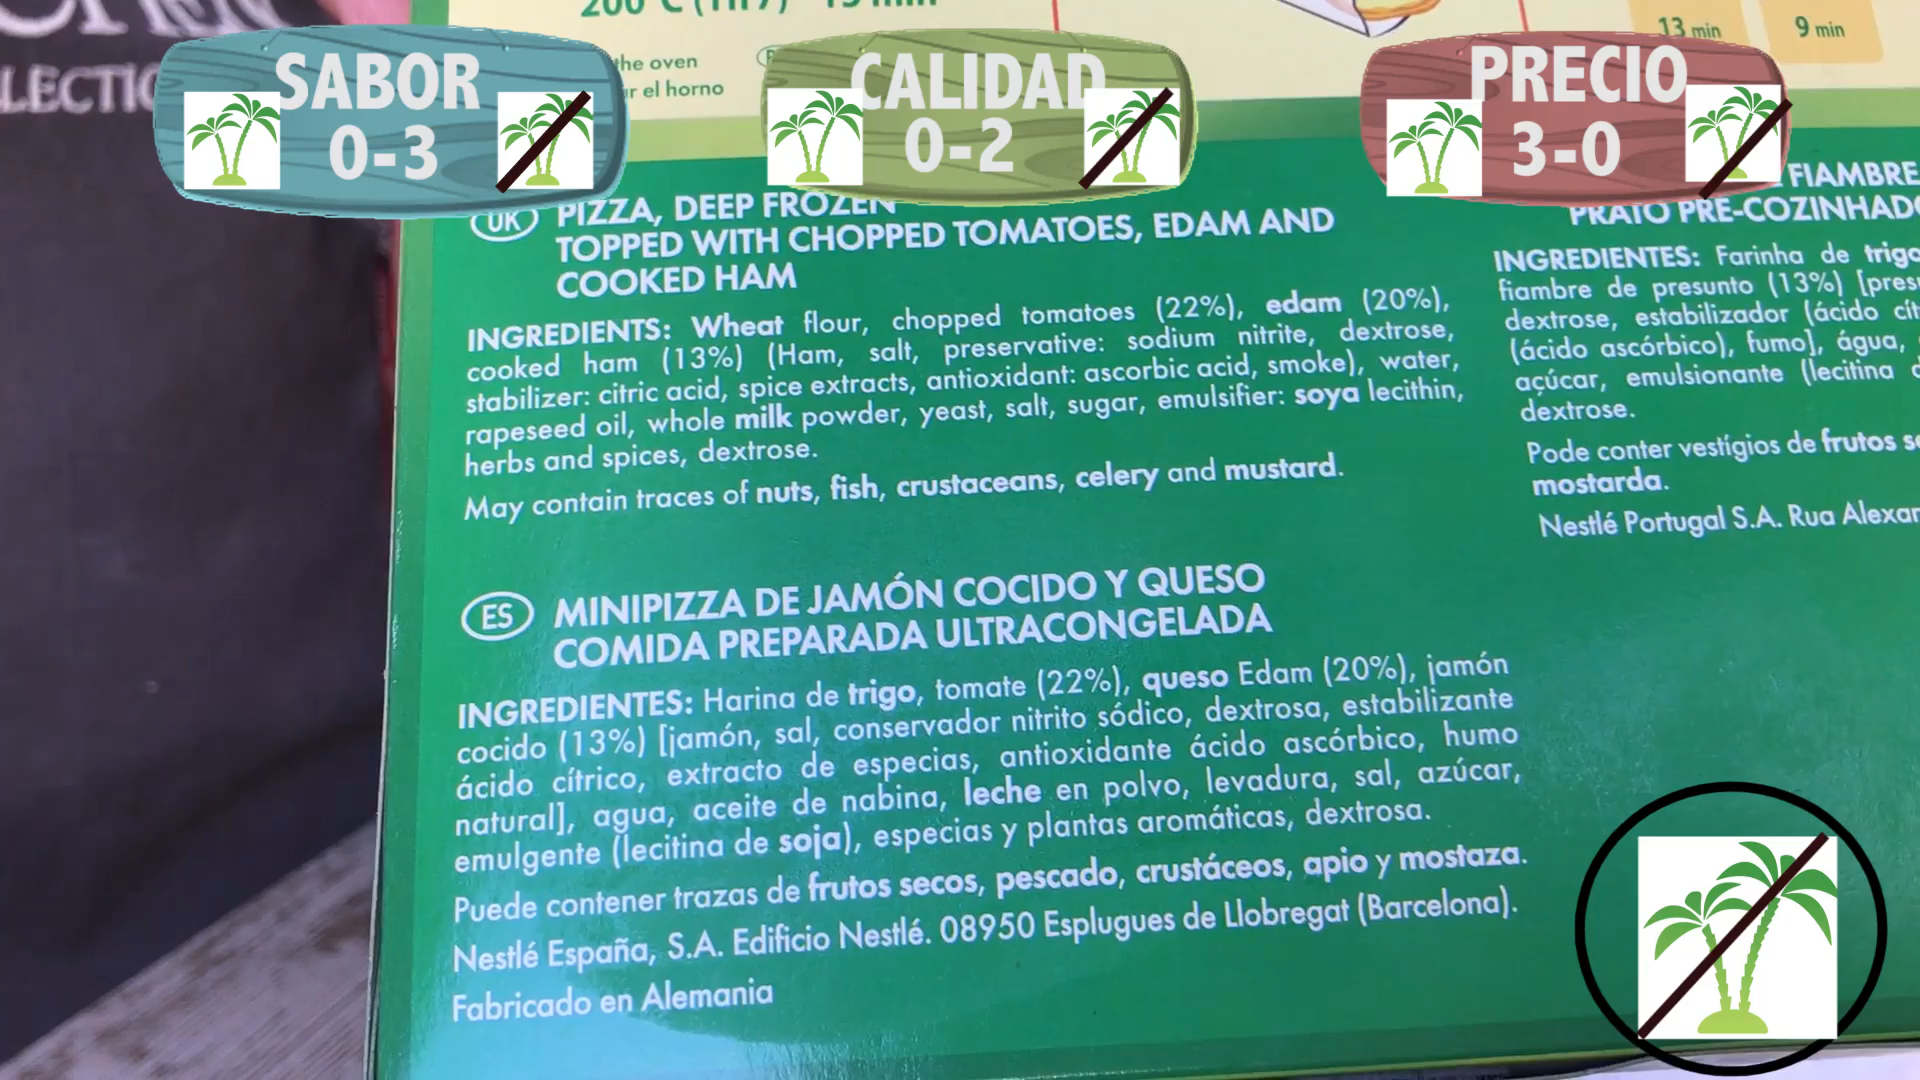 LECTIO
200°C (Th 7) 15 min
the oven
r el horno
13 min
9 min
SABOR
0-3
CALIDAD
0-2
PRECIO
3-0
UK PIZZA, DEEP FROZEN
TOPPED WITH CHOPPED TOMATOES, EDAM AND
COOKED HAM
INGREDIENTS: Wheat flour, chopped tomatoes (22%), edam (20%),
cooked ham (13%) (Ham, salt, preservative: sodium nitrite, dextrose,
stabilizer: citric acid, spice extracts, antioxidant: ascorbic acid, smoke), water,
rapeseed oil, whole milk powder, yeast, salt, sugar, emulsifier: soya lecithin,
herbs and spices, dextrose.
May contain traces of nuts, fish, crustaceans, celery and mustard.
ES MINIPIZZA DE JAMÓN COCIDO Y QUESO
COMIDA PREPARADA ULTRACONGELADA
INGREDIENTES: Harina de trigo, tomate (22%), queso Edam (20%), jamón
cocido (13%) [jamón, sal, conservador nitrito sódico, dextrosa, estabilizante
ácido cítrico, extracto de especias, antioxidante ácido ascórbico, humo
natural], agua, aceite de nabina, leche en polvo, levadura, sal, azúcar,
emulgente (lecitina de soja), especias y plantas aromáticas, dextrosa.
Puede contener trazas de frutos secos, pescado, crustáceos, apio y mostaza.
Nestlé España, S.A. Edificio Nestlé. 08950 Esplugues de Llobregat (Barcelona).
Fabricado en Alemania
FIAMBRE
PRATO PRÉ-COZINHADO
INGREDIENTES: Farinha de trigo
fiambre de presunto (13%) [pres
dextrose, estabilizador (ácido cít
(ácido ascórbico), fumo], água,
açúcar, emulsionante (lecitina
dextrose.
Pode conter vestígios de frutos
mostarda.
Nestlé Portugal S.A. Rua Alexan